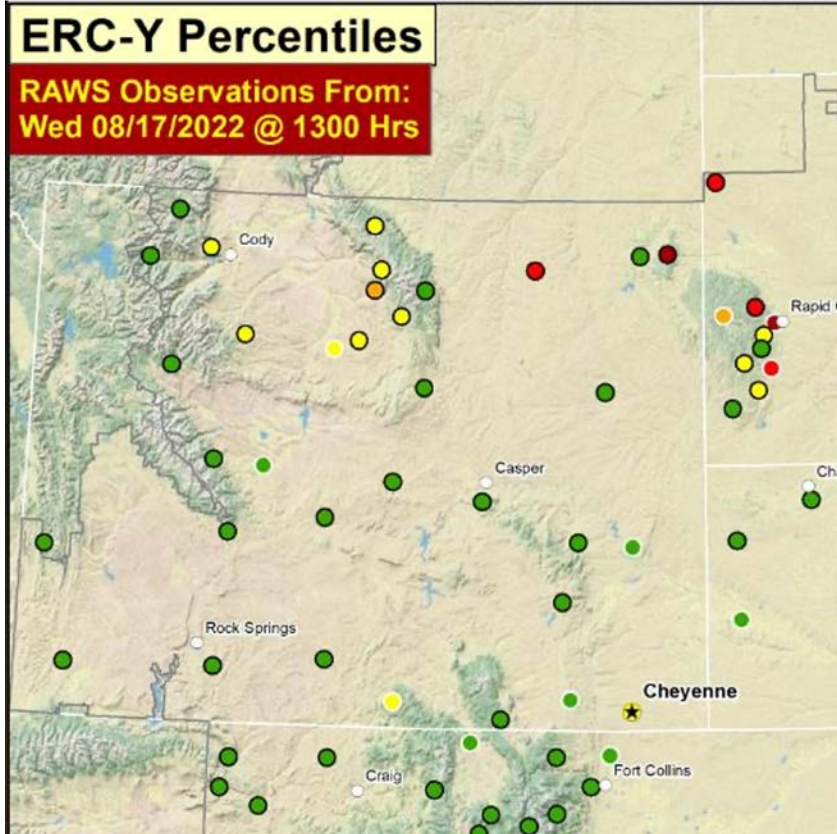 ERC-Y Percentiles
RAWS Observations From:
Wed 08/17/2022 @ 1300 Hrs
Cody
Rapid
Casper
Rock Springs
Cheyenne
Craig
Fort Collins